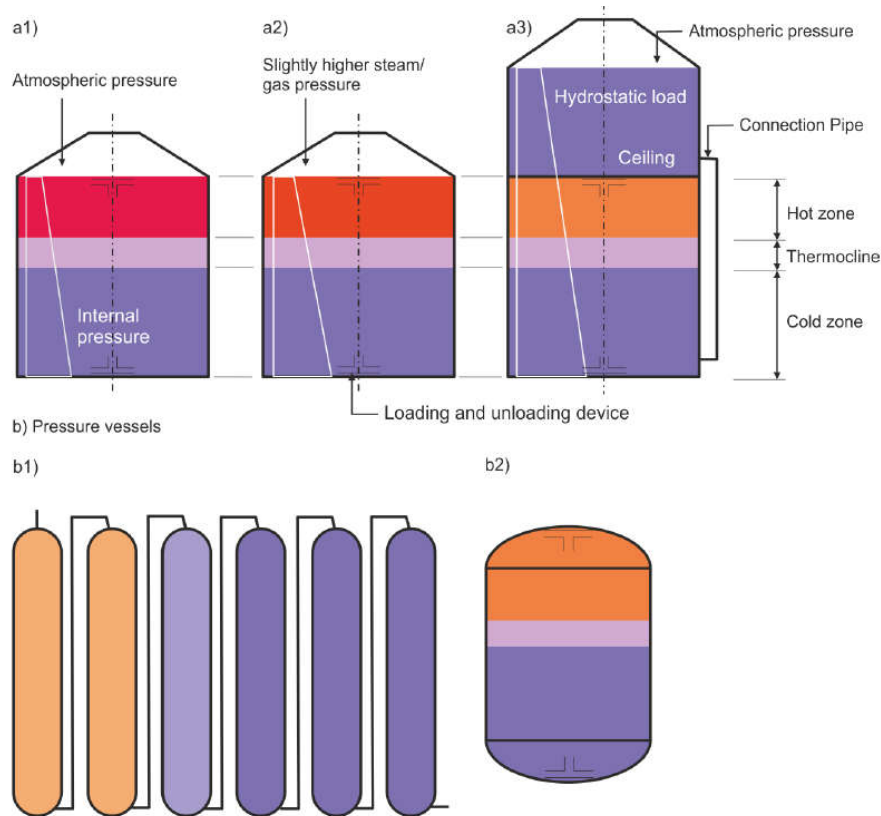 a1)
a2)
a3)
Atmospheric pressure
Slightly higher steam/
gas pressure
Atmospheric pressure
Hydrostatic load
Connection Pipe
Ceiling
Hot zone
Thermocline
Internal
pressure
Cold zone
Loading and unloading device
b) Pressure vessels
b1)
b2)